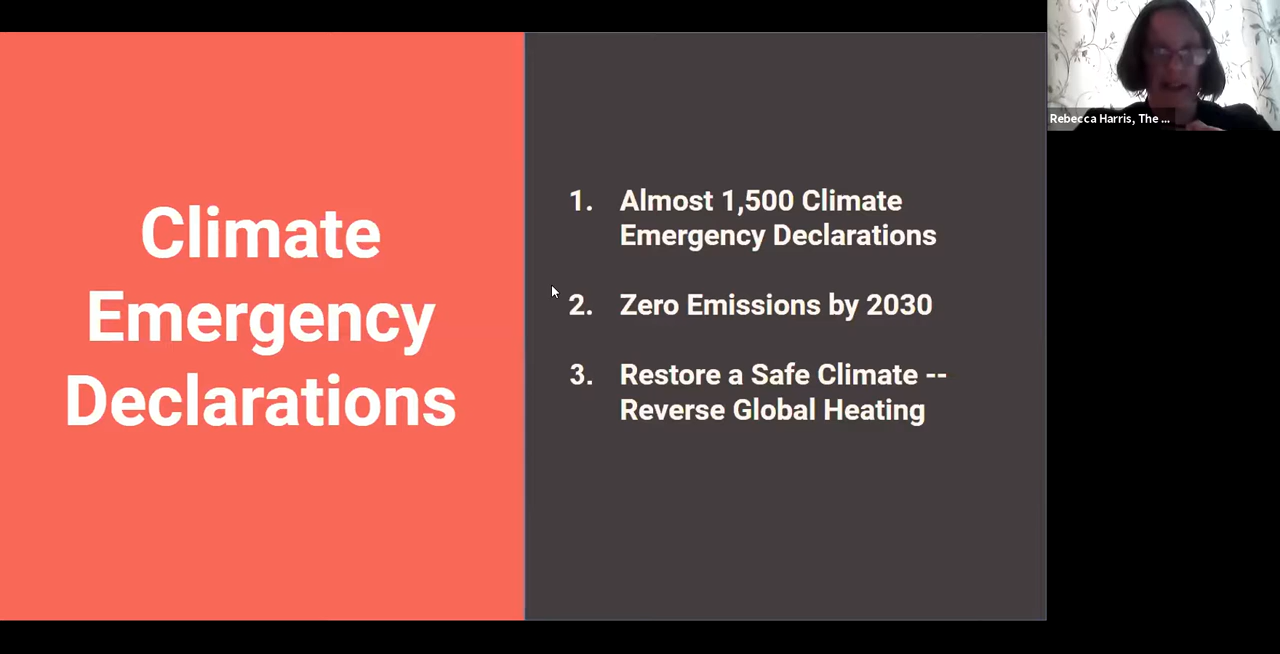 Climate
Emergency
Declarations
1. Almost 1,500 Climate
Emergency Declarations
2. Zero Emissions by 2030
3. Restore a Safe Climate --
Reverse Global Heating
Rebecca Harris, The ...